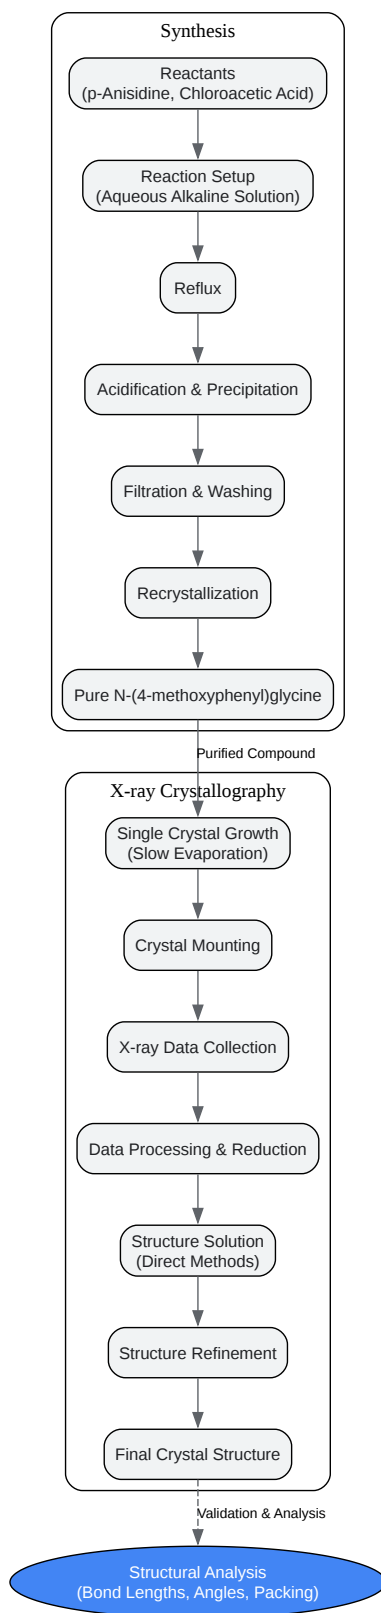 Synthesis
Reactants
(p-Anisidine, Chloroacetic Acid)
Reaction Setup
(Aqueous Alkaline Solution)
Reflux
Acidification & Precipitation
Filtration & Washing
Recrystallization
Pure N-(4-methoxyphenyl)glycine
Purified Compound
X-ray Crystallography
Single Crystal Growth
(Slow Evaporation)
Crystal Mounting
X-ray Data Collection
Data Processing & Reduction
Structure Solution
(Direct Methods)
Structure Refinement
Final Crystal Structure
Validation & Analysis
Structural Analysis
(Bond Lengths, Angles, Packing)